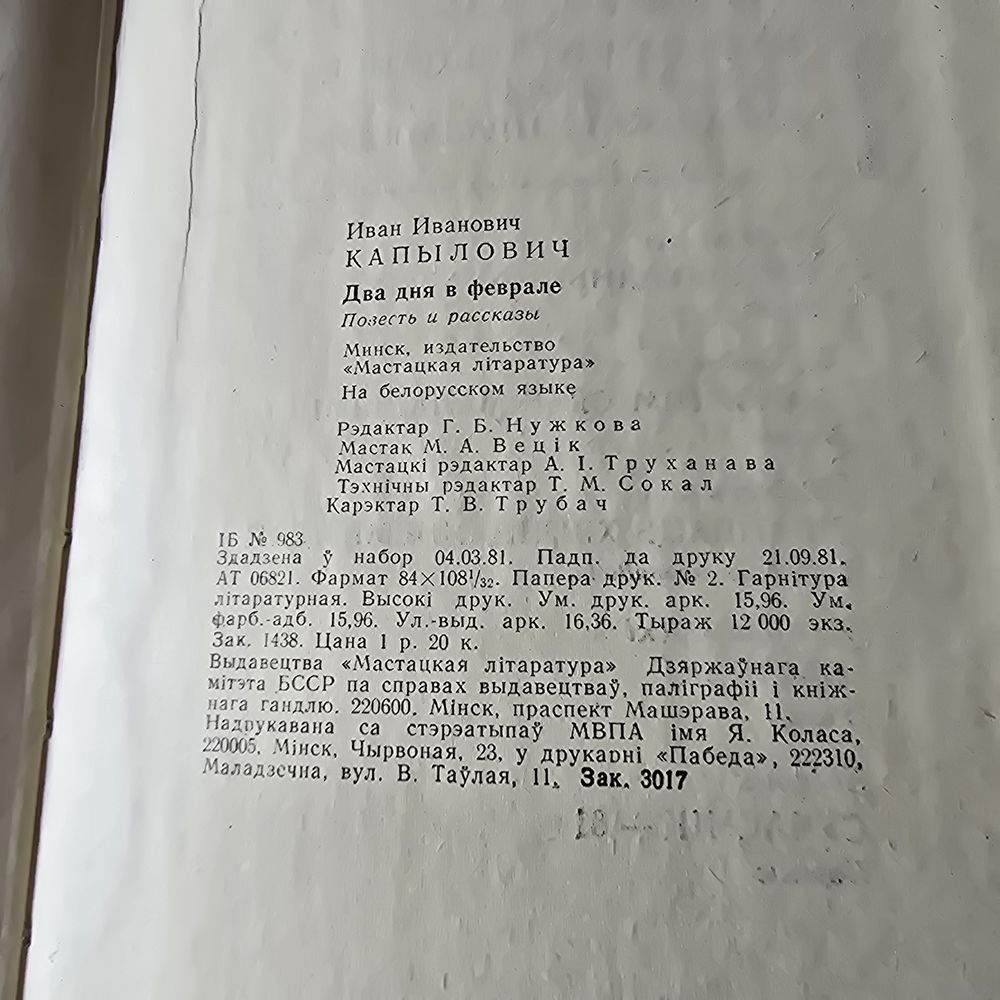 Иван Иванович
КАПЫЛОВИЧ
Два дня в феврале
Повесть и рассказы
Минск, издательство
«Мастацкая літаратура»
На белорусском языке
Рэдактар Г. Б. Нужкова
Мастак М. А. Вецік
Мастацкі рэдактар А. І. Труханава
Тэхнічны рэдактар Т. М. Сокал
Карэктар Т. В. Трубач
ІБ № 983
Здадзена ў набор 04.03.81. Падп. да друку 21.09.81.
АТ 06821. Фармат 84×108¹/₃₂. Папера друк. № 2. Гарнітура
літаратурная. Высокі друк. Ум. друк. арк. 15,96. Ум.
фарб.-адб. 15,96. Ул.-выд. арк. 16,36. Тыраж 12 000 экз.
Зак. 1438. Цана 1 р. 20 к.
Выдавецтва «Мастацкая літаратура» Дзяржаўнага ка-
мітэта БССР па справах выдавецтваў, паліграфіі і кніж-
нага гандлю. 220600. Мінск, праспект Машэрава, 11.
Надрукавана са стэрэатыпаў МВПА імя Я. Коласа,
220005, Мінск, Чырвоная, 23, у друкарні «Пабеда», 222310,
Маладзечна, вул. В. Таўлая, 11. Зак. 3017